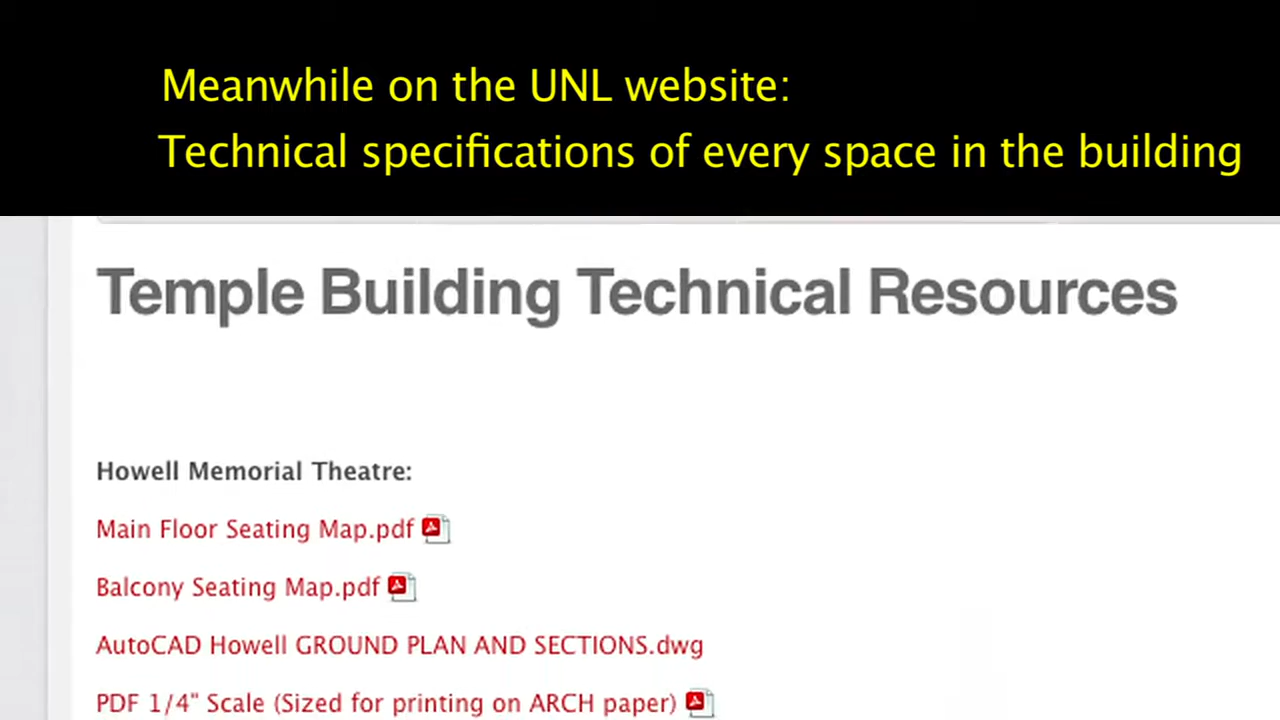 Meanwhile on the UNL website:
Technical specifications of every space in the building
Temple Building Technical Resources
Howell Memorial Theatre:
Main Floor Seating Map.pdf
Balcony Seating Map.pdf
AutoCAD Howell GROUND PLAN AND SECTIONS.dwg
PDF 1/4" Scale (Sized for printing on ARCH paper)